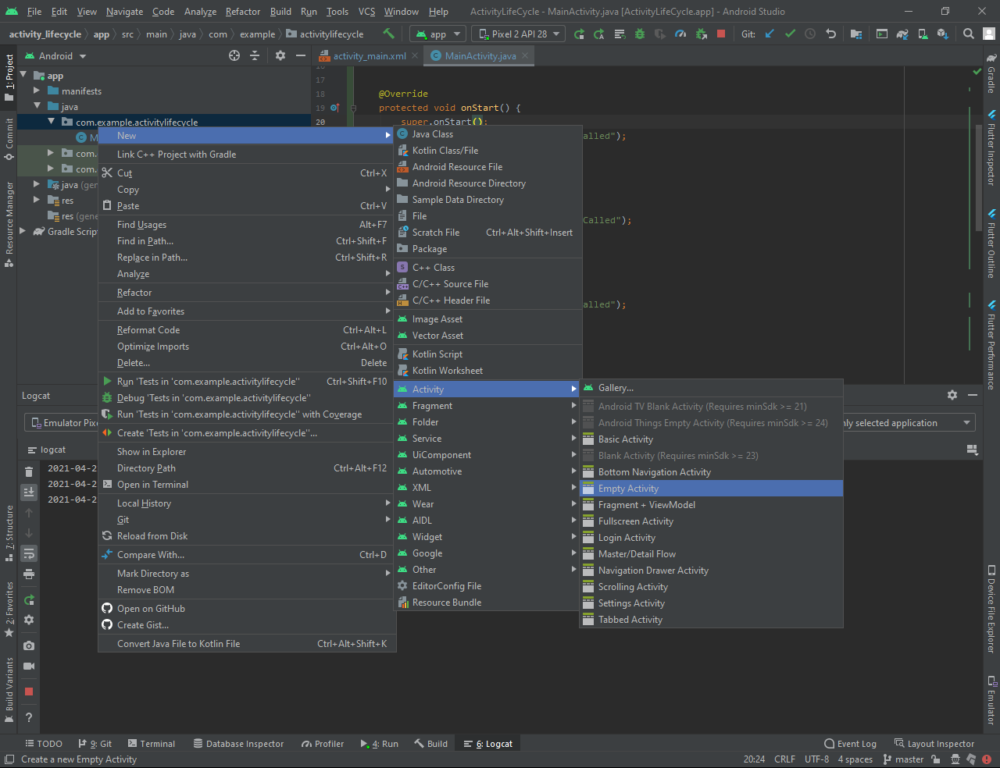 File Edit View Navigate Code Analyze Refactor Build Run Tools VCS Window Help ActivityLifeCycle - MainActivity.java [ActivityLifeCycle.app] - Android Studio
activity_lifecycle app src main java com example activitylifecycle app Pixel 2 API 28 Git:
Android activity_main.xml MainActivity.java
1: Project
Commit
Resource Manager
7: Structure
2: Favorites
Build Variants
app
manifests
java
com.example.activitylifecycle
M
com.
com.
java (gen
res
res (gene
Gradle Script
16
17
18 @Override
19 protected void onStart() {
20 super.onStart();
alled");
Called");
alled");
New
Link C++ Project with Gradle
Cut Ctrl+X
Copy
Paste Ctrl+V
Find Usages Alt+F7
Find in Path... Ctrl+Shift+F
Replace in Path... Ctrl+Shift+R
Analyze
Refactor
Add to Favorites
Reformat Code Ctrl+Alt+L
Optimize Imports Ctrl+Alt+O
Delete... Delete
Run 'Tests in 'com.example.activitylifecycle'' Ctrl+Shift+F10
Debug 'Tests in 'com.example.activitylifecycle''
Run 'Tests in 'com.example.activitylifecycle'' with Coverage
Create 'Tests in 'com.example.activitylifecycle''...
Show in Explorer
Directory Path Ctrl+Alt+F12
Open in Terminal
Local History
Git
Reload from Disk
Compare With... Ctrl+D
Mark Directory as
Remove BOM
Open on GitHub
Create Gist...
Convert Java File to Kotlin File Ctrl+Alt+Shift+K
Java Class
Kotlin Class/File
Android Resource File
Android Resource Directory
Sample Data Directory
File
Scratch File Ctrl+Alt+Shift+Insert
Package
C++ Class
C/C++ Source File
C/C++ Header File
Image Asset
Vector Asset
Kotlin Script
Kotlin Worksheet
Activity
Fragment
Folder
Service
UiComponent
Automotive
XML
Wear
AIDL
Widget
Google
Other
EditorConfig File
Resource Bundle
Gallery...
Android TV Blank Activity (Requires minSdk >= 21)
Android Things Empty Activity (Requires minSdk >= 24)
Basic Activity
Blank Activity (Requires minSdk >= 23)
Bottom Navigation Activity
Empty Activity
Fragment + ViewModel
Fullscreen Activity
Login Activity
Master/Detail Flow
Navigation Drawer Activity
Scrolling Activity
Settings Activity
Tabbed Activity
Logcat
Emulator Pixe nly selected application
logcat
2021-04-2
2021-04-2
2021-04-2
Gradle
Flutter Inspector
Flutter Outline
Flutter Performance
Device File Explorer
Emulator
TODO 9: Git Terminal Database Inspector Profiler 4: Run Build 6: Logcat Event Log Layout Inspector
Create a new Empty Activity 20:24 CRLF UTF-8 4 spaces master